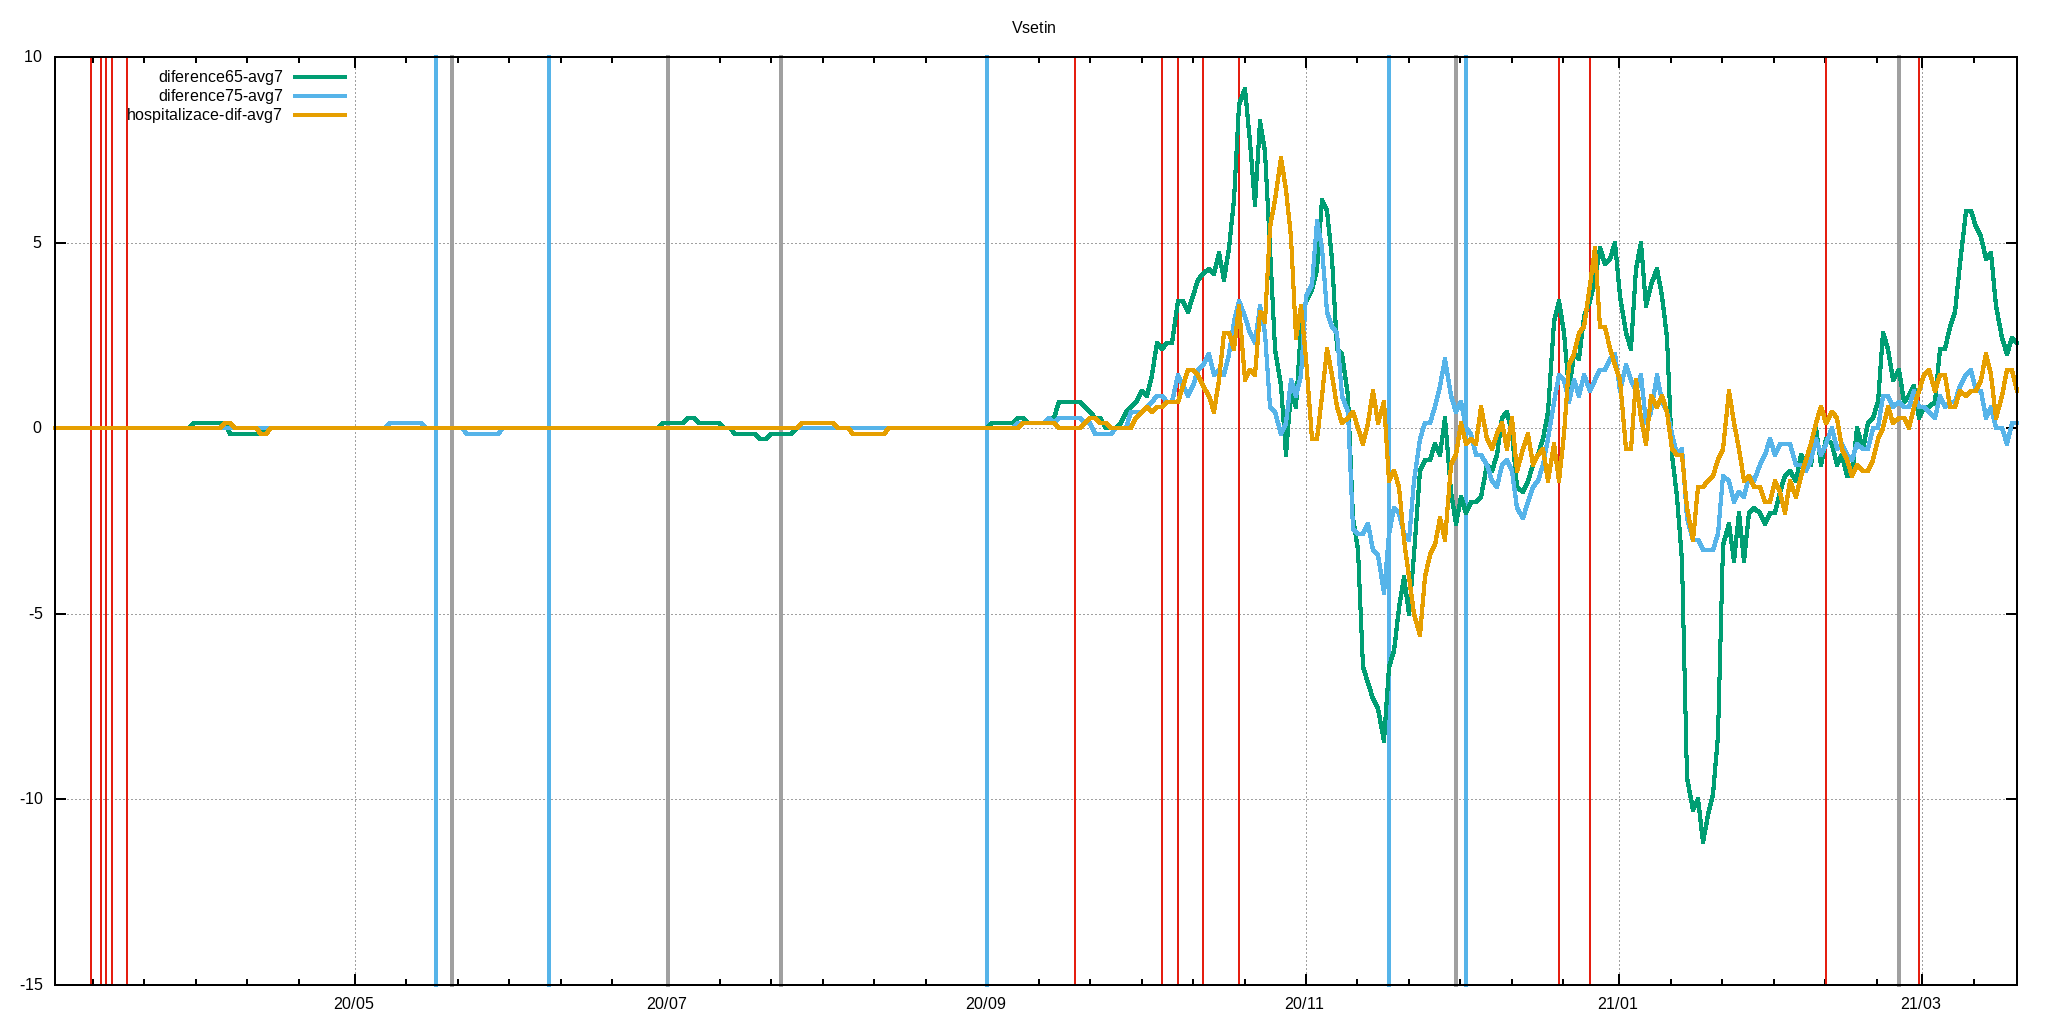 Vsetin
10
diference65-avg7
diference75-avg7
hospitalizace-dif-avg7
5
0
-5
-10
-15
20/05 20/07 20/09 20/11 21/01 21/03